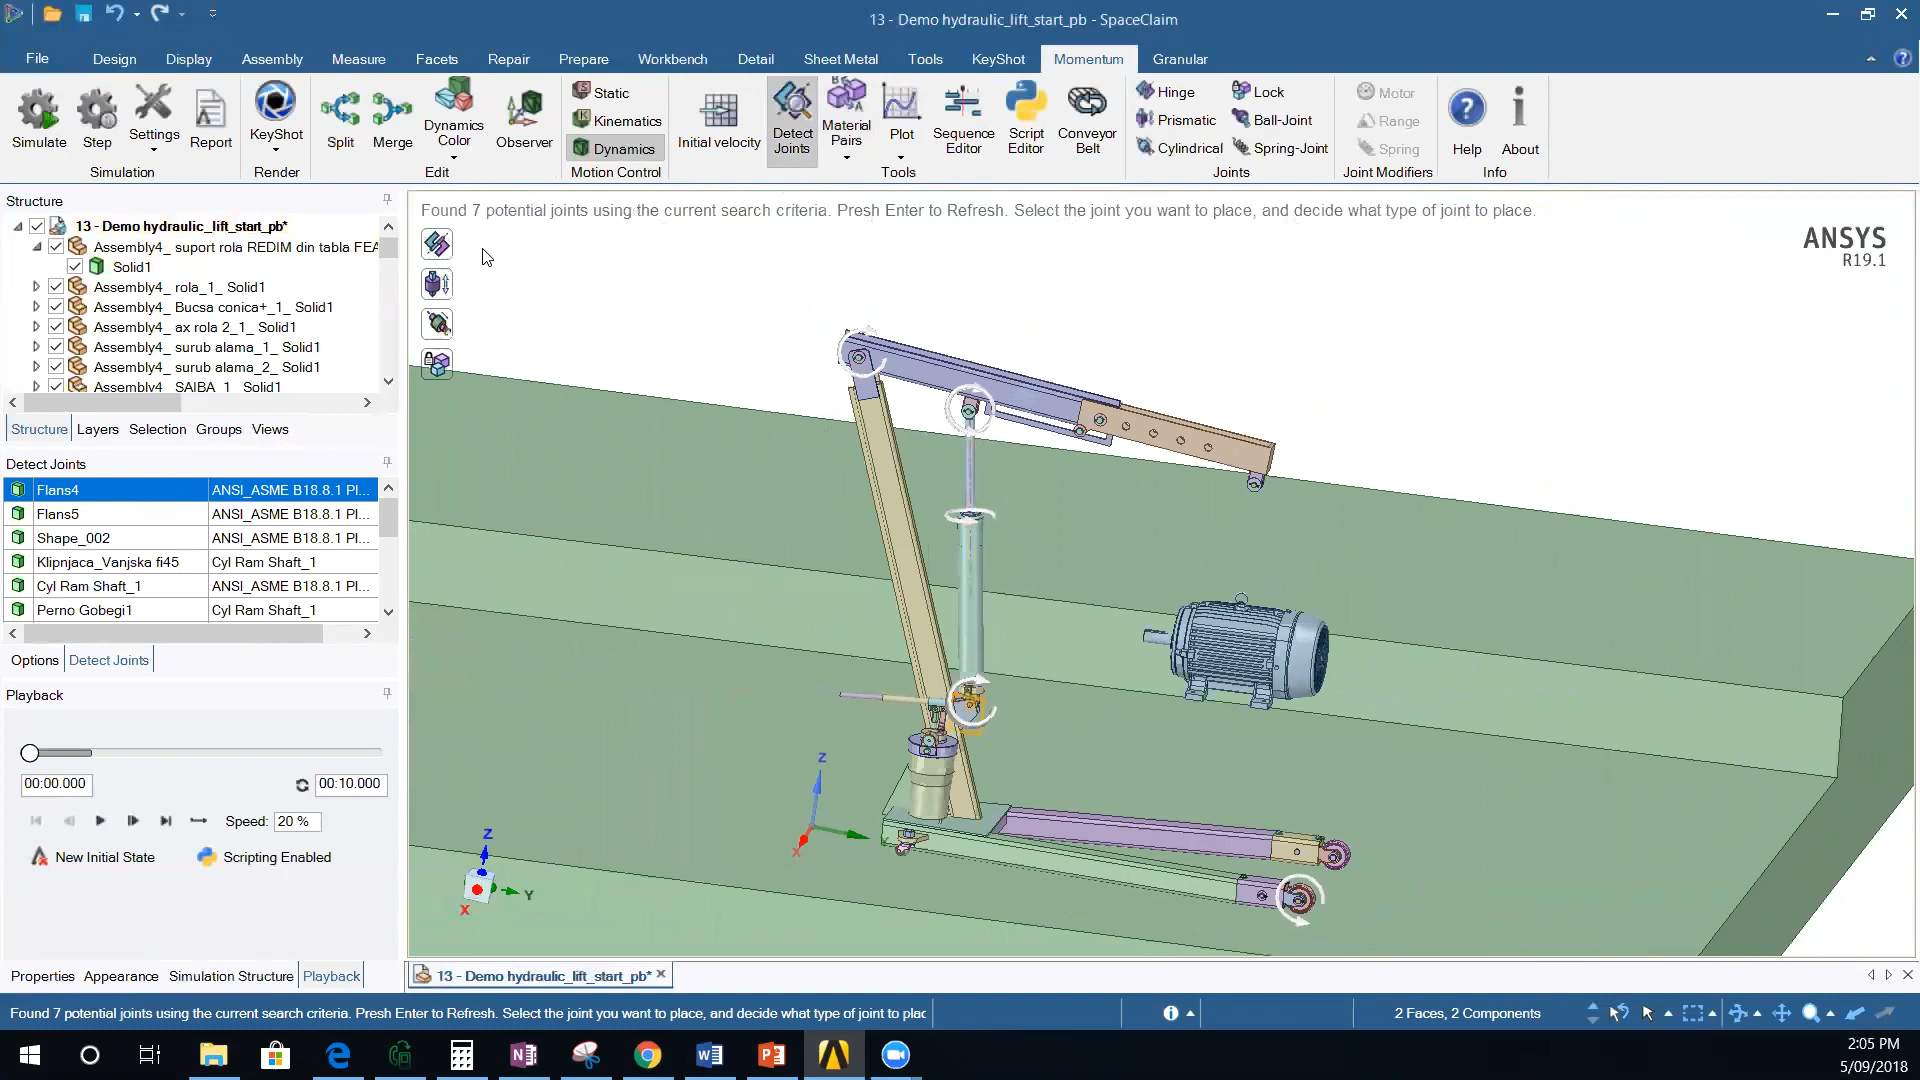 13 - Demo hydraulic_lift_start_pb - SpaceClaim
File Design Display Assembly Measure Facets Repair Prepare Workbench Detail Sheet Metal Tools KeyShot Momentum Granular
Simulate Step Settings Report
Simulation
KeyShot
Render
Split Merge Dynamics Color Observer
Edit
Static
Kinematics
Dynamics
Motion Control
Initial velocity Detect Joints Material Pairs Plot Sequence Editor Script Editor Conveyor Belt
Tools
Hinge Lock
Prismatic Ball-Joint
Cylindrical Spring-Joint
Joints
Motor
Range
Spring
Joint Modifiers
Help About
Info
Structure
13 - Demo hydraulic_lift_start_pb*
Assembly4_ suport rola REDIM din tabla FEA
Solid1
Assembly4_ rola_1_ Solid1
Assembly4_ Bucsa conica+_1_ Solid1
Assembly4_ ax rola 2_1_ Solid1
Assembly4_ surub alama_1_ Solid1
Assembly4_ surub alama_2_ Solid1
Assembly4_ SAIBA_1_ Solid1
Structure Layers Selection Groups Views
Detect Joints
Flans4 ANSI_ASME B18.8.1 Pl...
Flans5 ANSI_ASME B18.8.1 Pl...
Shape_002 ANSI_ASME B18.8.1 Pl...
Klipnjaca_Vanjska fi45 Cyl Ram Shaft_1
Cyl Ram Shaft_1 ANSI_ASME B18.8.1 Pl...
Perno Gobegi1 Cyl Ram Shaft_1
Options Detect Joints
Playback
00:00.000 00:10.000
Speed: 20 %
New Initial State Scripting Enabled
Properties Appearance Simulation Structure Playback
Found 7 potential joints using the current search criteria. Presh Enter to Refresh. Select the joint you want to place, and decide what type of joint to place.
ANSYS
R19.1
Z
X
Z
Y
X
13 - Demo hydraulic_lift_start_pb*
Found 7 potential joints using the current search criteria. Presh Enter to Refresh. Select the joint you want to place, and decide what type of joint to plac
2 Faces, 2 Components
2:05 PM
5/09/2018